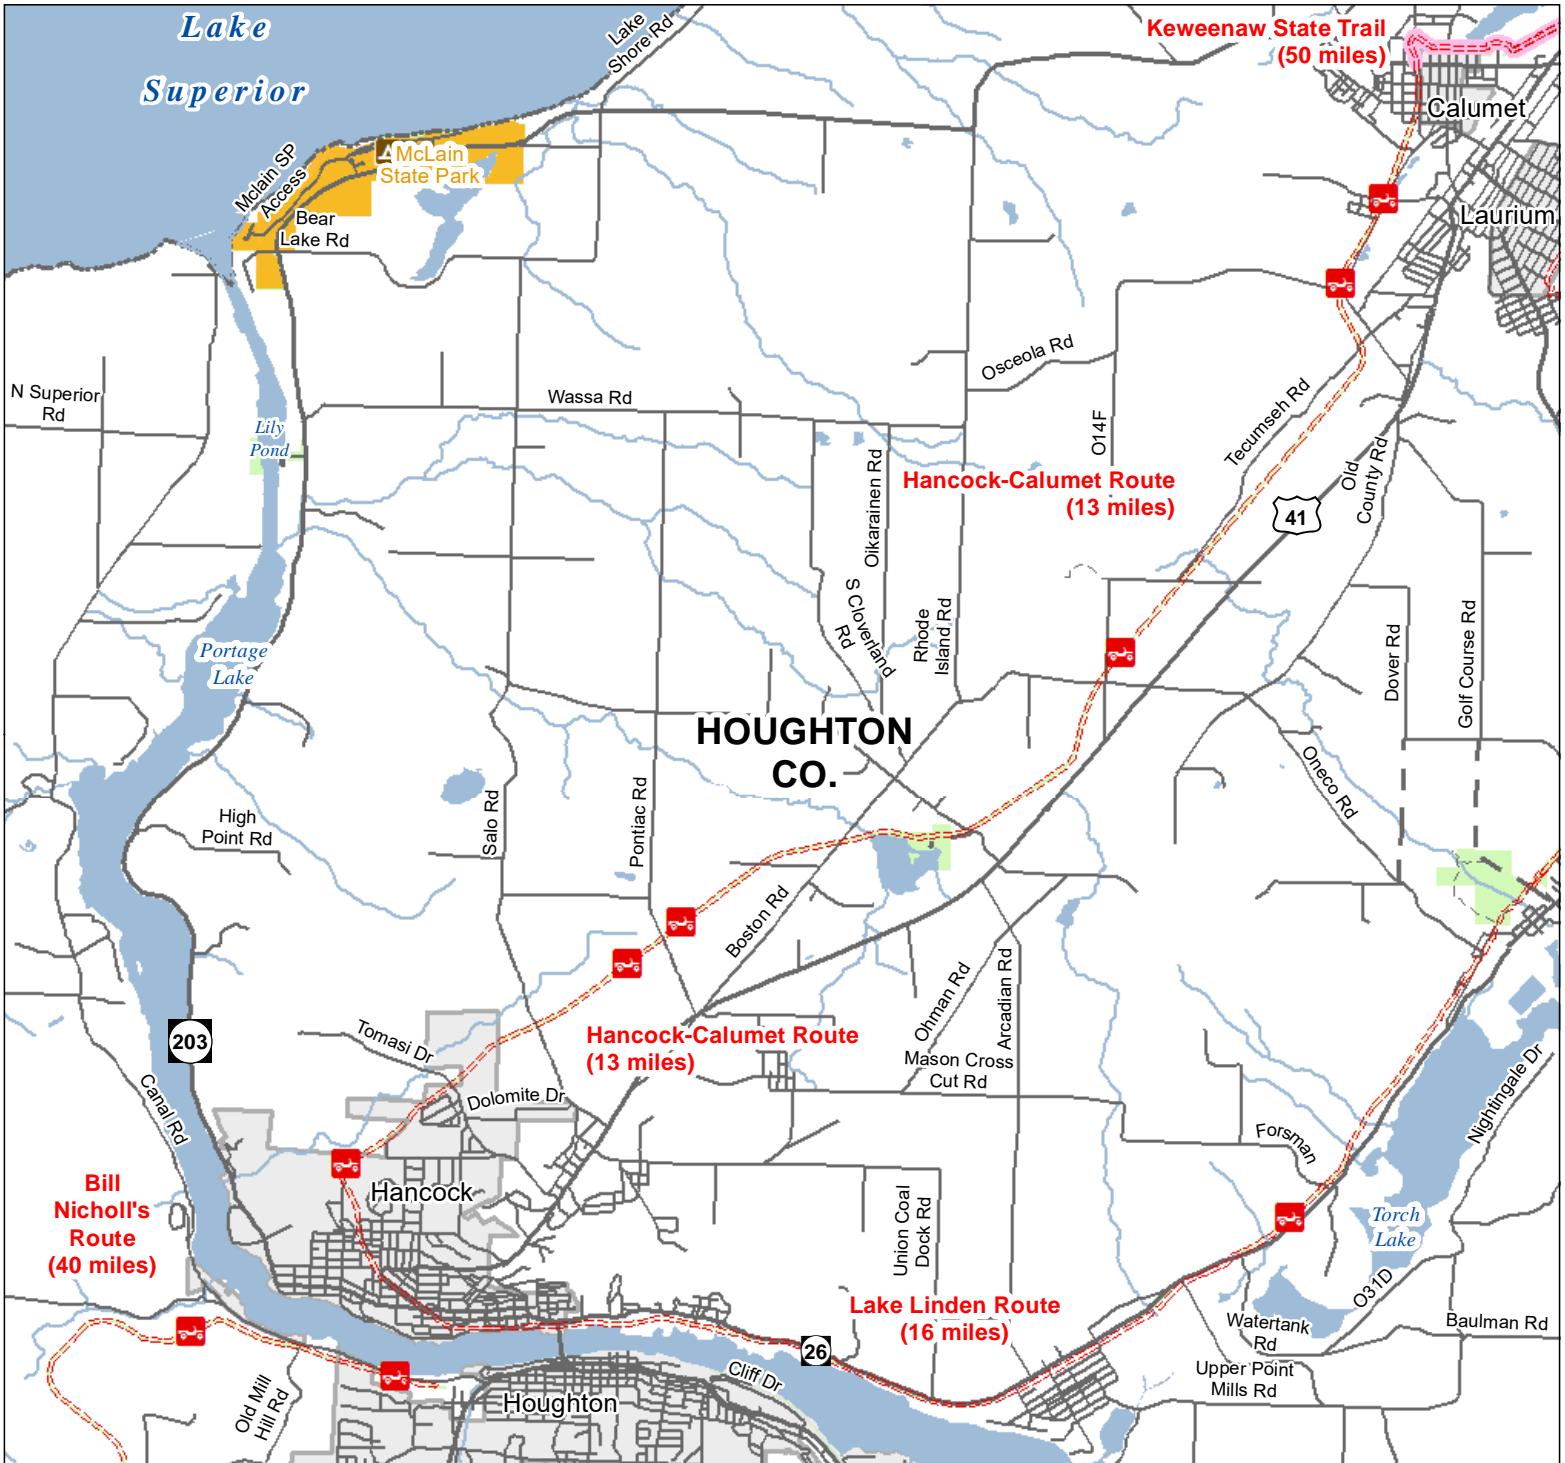 Lake
Superior
Lake
Shore Rd
Keweenaw State Trail
(50 miles)
Calumet
McLain
State Park
Mclain SP
Access
Bear
Lake Rd
Laurium
Osceola Rd
N Superior
Rd
Wassa Rd
Lily
Pond
O14F
Tecumseh Rd
Old
County Rd
Oikarainen Rd
Hancock-Calumet Route
(13 miles)
41
S Cloverland
Rd
Rhode
Island Rd
Dover Rd
Golf Course Rd
Portage
Lake
HOUGHTON
CO.
Oneco Rd
High
Point Rd
Salo Rd
Pontiac Rd
Boston Rd
Ohman Rd
Arcadian Rd
203
Tomasi Dr
Hancock-Calumet Route
(13 miles)
Mason Cross
Cut Rd
Dolomite Dr
Canal Rd
Nightingale Dr
Forsman
Bill
Nicholl's
Route
(40 miles)
Hancock
Union Coal
Dock Rd
Torch
Lake
O31D
Lake Linden Route
(16 miles)
26
Watertank
Rd
Baulman Rd
Upper Point
Mills Rd
Cliff Dr
Old Mill
Hill Rd
Houghton